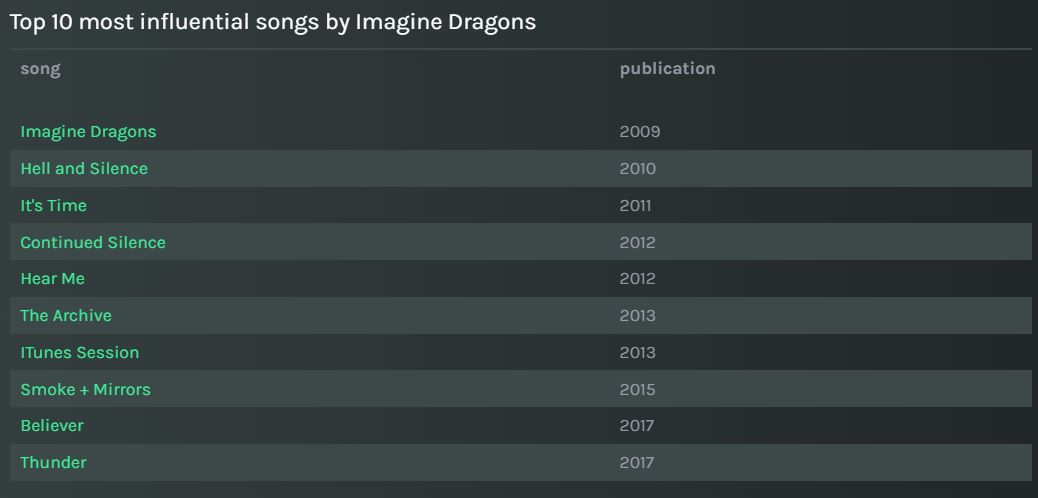 Top 10 most influential songs by Imagine Dragons
song publication
Imagine Dragons 2009
Hell and Silence 2010
It's Time 2011
Continued Silence 2012
Hear Me 2012
The Archive 2013
ITunes Session 2013
Smoke + Mirrors 2015
Believer 2017
Thunder 2017